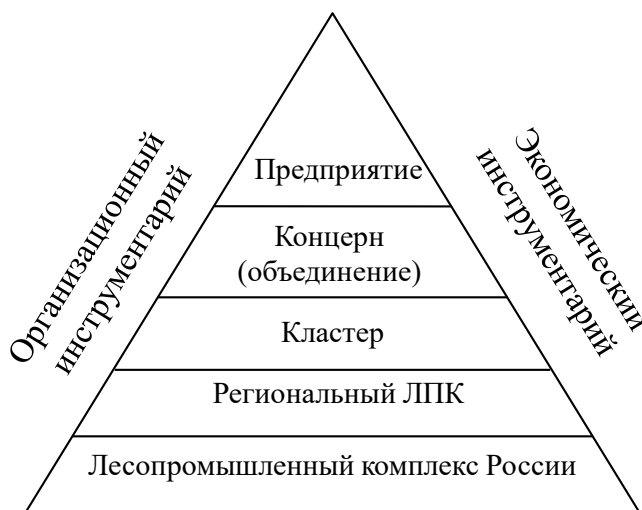 Организационный
инструментарий
Экономический
инструментарий
Предприятие
Концерн
(объединение)
Кластер
Региональный ЛПК
Лесопромышленный комплекс России